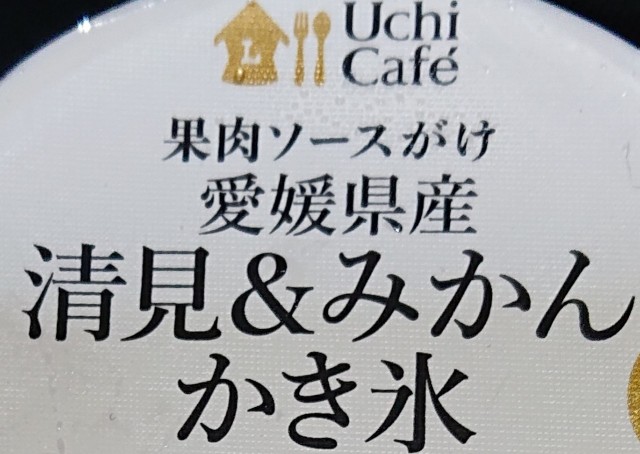 Uchi
Café
果肉ソースがけ
愛媛県産
清見&みかん
かき氷